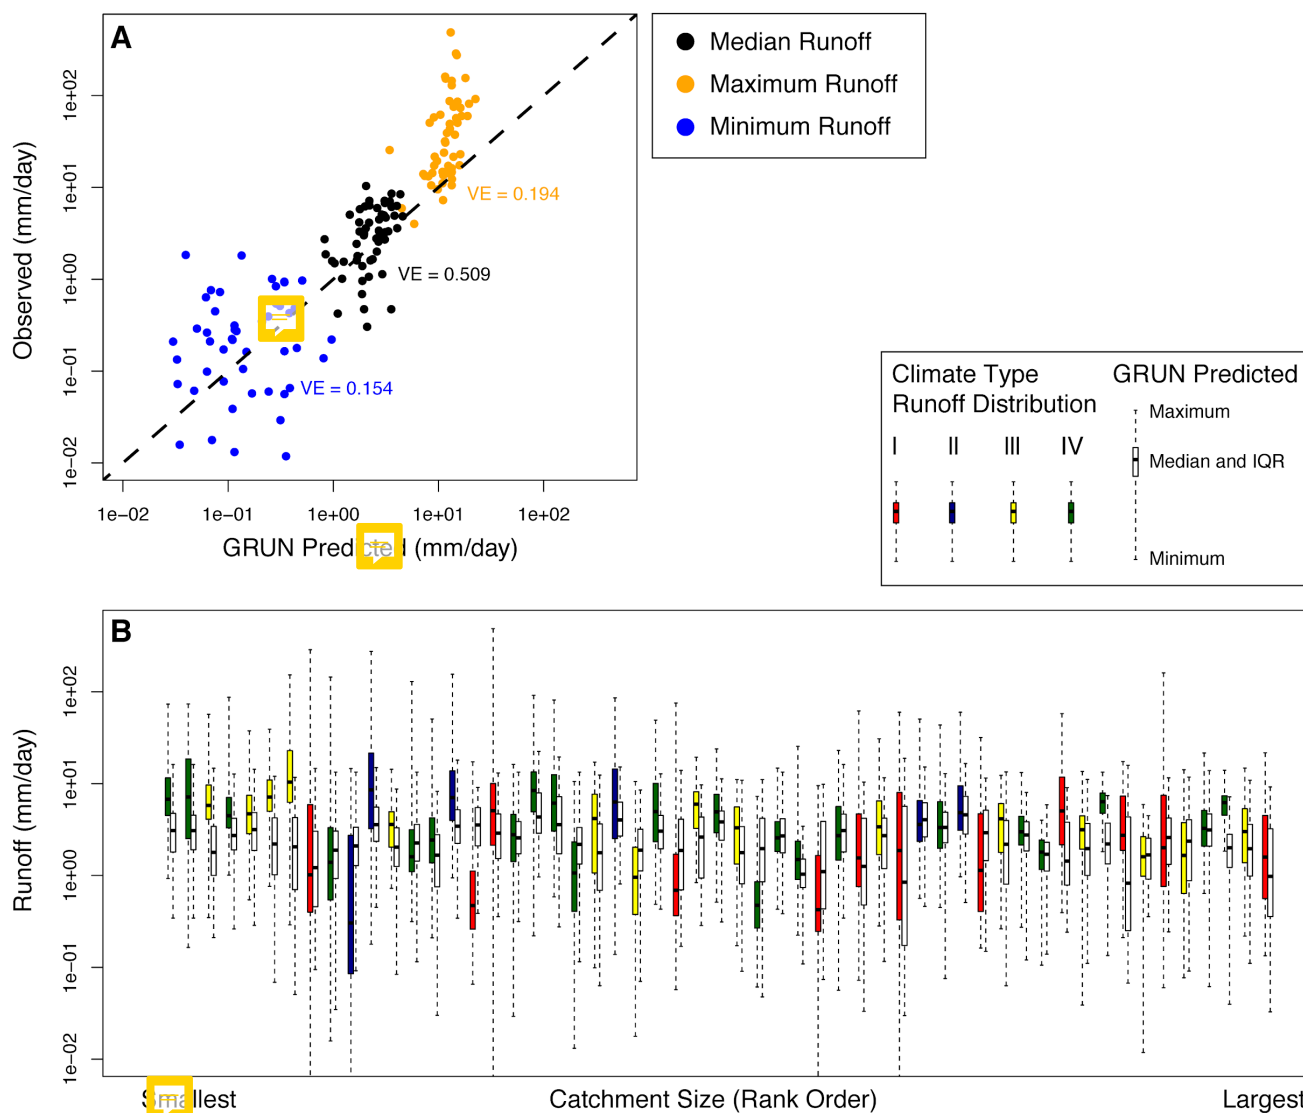 A
Median Runoff
Maximum Runoff
Minimum Runoff
Observed (mm/day)
1e+02
1e+01
1e+00
1e-01
1e-02
VE = 0.194
VE = 0.509
VE = 0.154
1e-02 1e-01 1e+00 1e+01 1e+02
GRUN Predicted (mm/day)
Climate Type
Runoff Distribution
I II III IV
GRUN Predicted
Maximum
Median and IQR
Minimum
B
Runoff (mm/day)
1e+02
1e+01
1e+00
1e-01
1e-02
Smallest Catchment Size (Rank Order) Largest